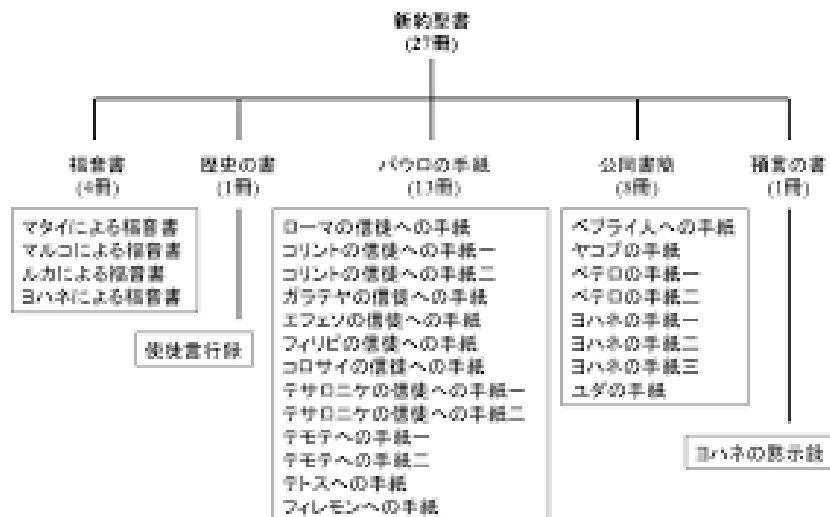 新約聖書
(27冊)
福音書
(4冊)
歴史の書
(1冊)
パウロの手紙
(13冊)
公同書簡
(8冊)
預言の書
(1冊)
マタイによる福音書
マルコによる福音書
ルカによる福音書
ヨハネによる福音書
使徒言行録
ローマの信徒への手紙
コリントの信徒への手紙一
コリントの信徒への手紙二
ガラテヤの信徒への手紙
エフェソの信徒への手紙
フィリピの信徒への手紙
コロサイの信徒への手紙
テサロニケの信徒への手紙一
テサロニケの信徒への手紙二
テモテへの手紙一
テモテへの手紙二
テトスへの手紙
フィレモンへの手紙
ヘブライ人への手紙
ヤコブの手紙
ペテロの手紙一
ペテロの手紙二
ヨハネの手紙一
ヨハネの手紙二
ヨハネの手紙三
ユダの手紙
ヨハネの黙示録